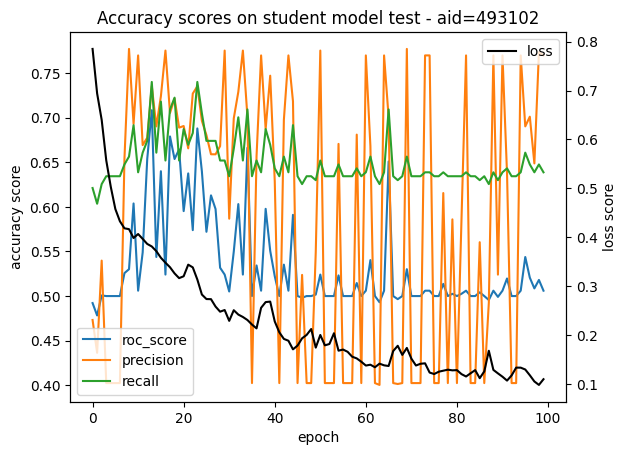 Accuracy scores on student model test - aid=493102
accuracy score
0.75
0.70
0.65
0.60
0.55
0.50
0.45
0.40
loss
0.8
0.7
0.6
0.5
0.4
0.3
0.2
0.1
loss score
roc_score
precision
recall
0
20
40
60
80
100
epoch